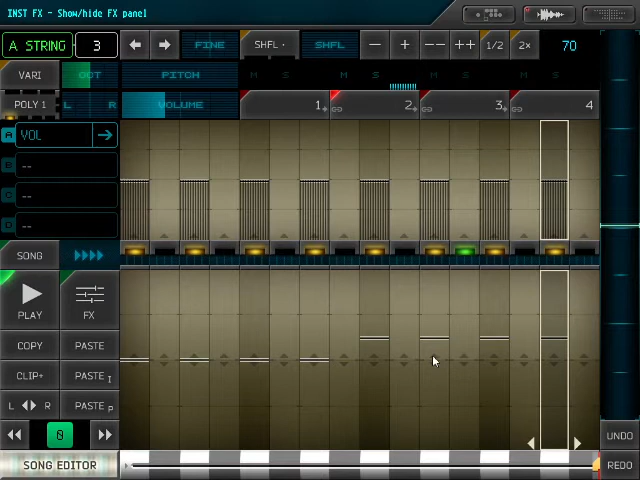 INST FX - Show/hide FX panel
A STRING 3 FINE SHFL · SHFL — + —— ++ 1/2 2× 70
VARI OCT PITCH M S M S M S M S
POLY 1 L R VOLUME 1 2 3 4
A VOL
B --
C --
D --
SONG
PLAY FX
COPY PASTE
CLIP+ PASTE I
L R PASTE P
0 UNDO
SONG EDITOR REDO